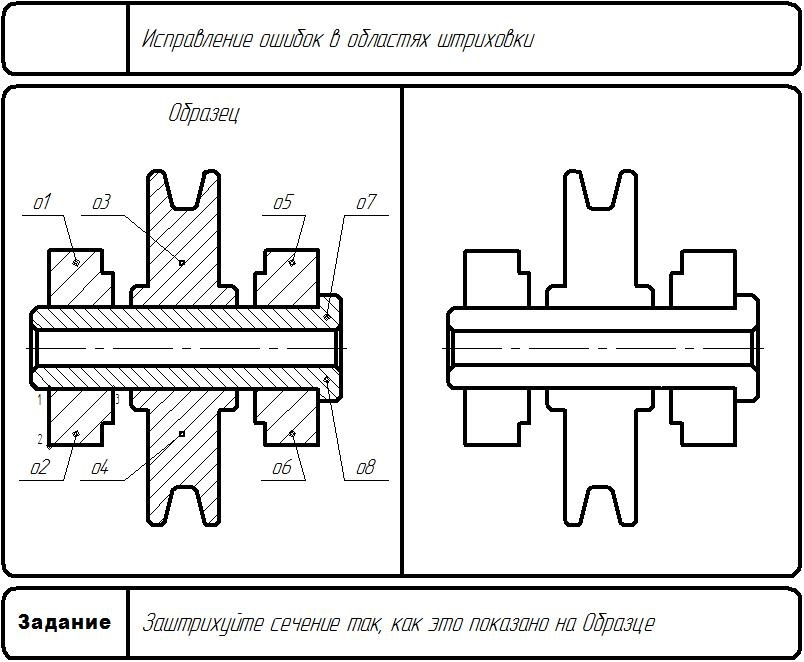 Исправление ошибок в областях штриховки
Образец
о1 о3 о5 о7
1 3
2
о2 о4 о6 о8
Задание Заштрихуйте сечение так, как это показано на Образце